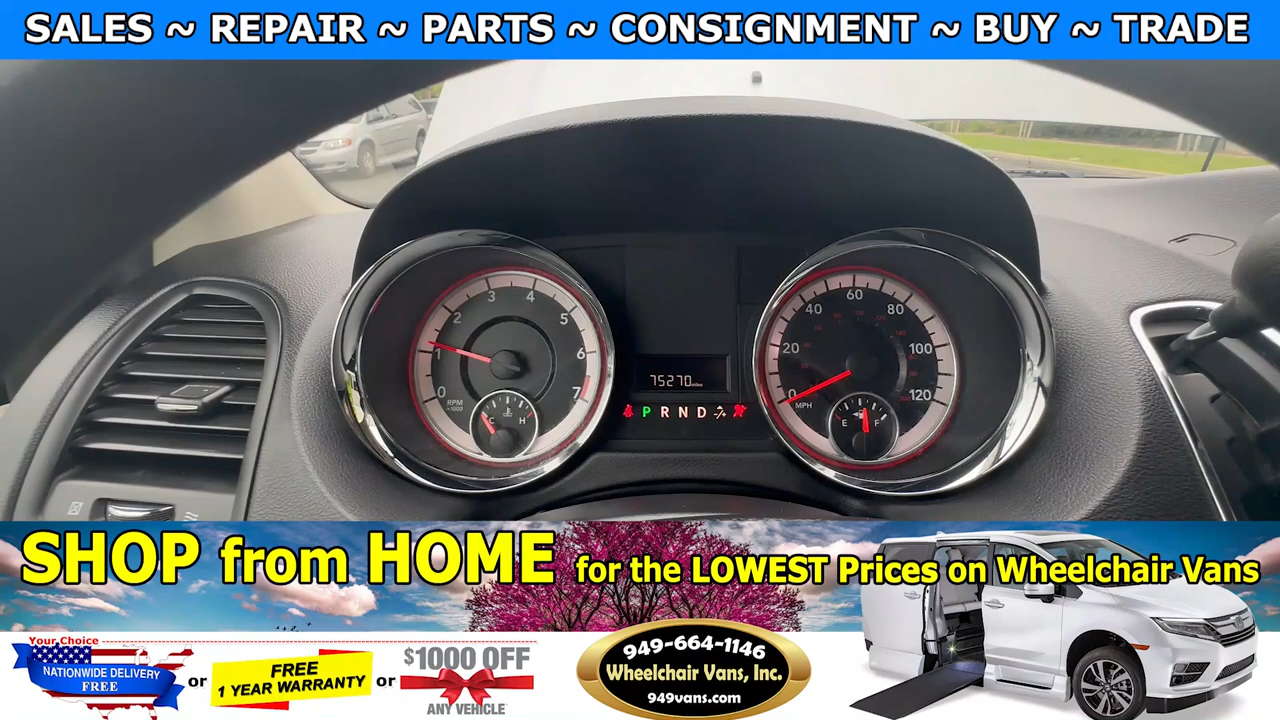 SALES ~ REPAIR ~ PARTS ~ CONSIGNMENT ~ BUY ~ TRADE
0 1 2 3 4 5 6 7
RPM
×1000
C H
75270 miles
P R N D
0 20 40 60 80 100 120
MPH
E F
SHOP from HOME for the LOWEST Prices on Wheelchair Vans
Your Choice
NATIONWIDE DELIVERY
FREE
or
FREE
1 YEAR WARRANTY
or
$1000 OFF
ANY VEHICLE
949-664-1146
Wheelchair Vans, Inc.
949vans.com